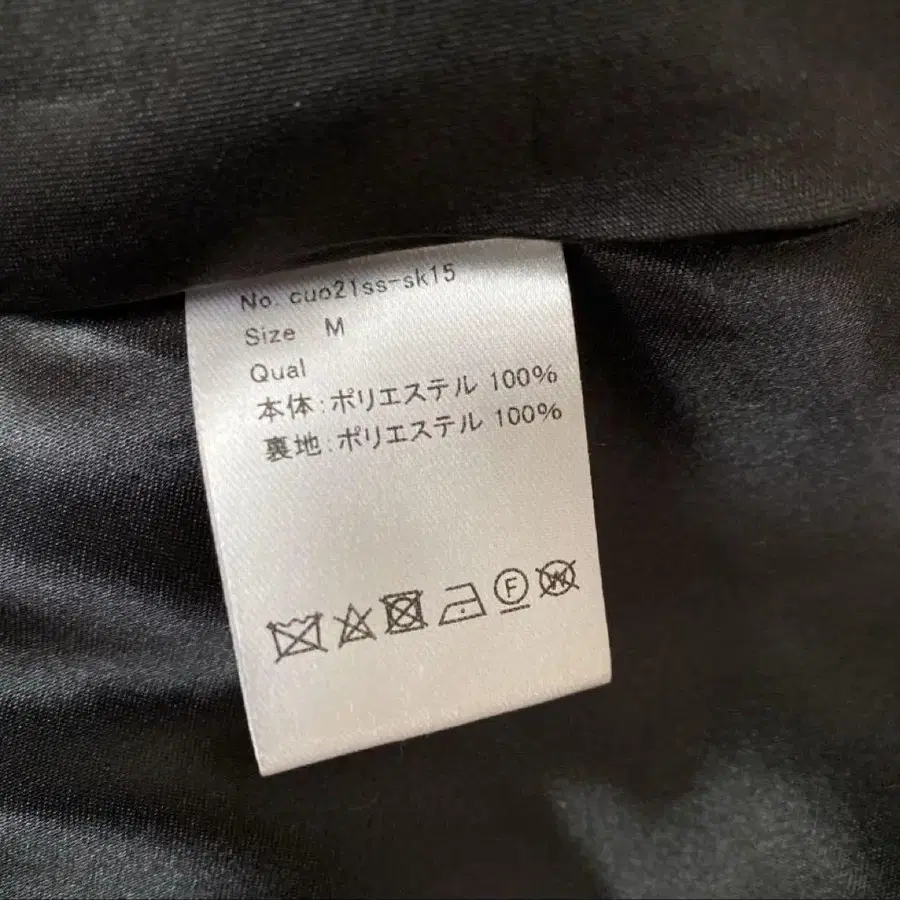 No. cuo21ss-sk15
Size M
Qual
本体:ポリエステル 100%
裏地:ポリエステル 100%
F W